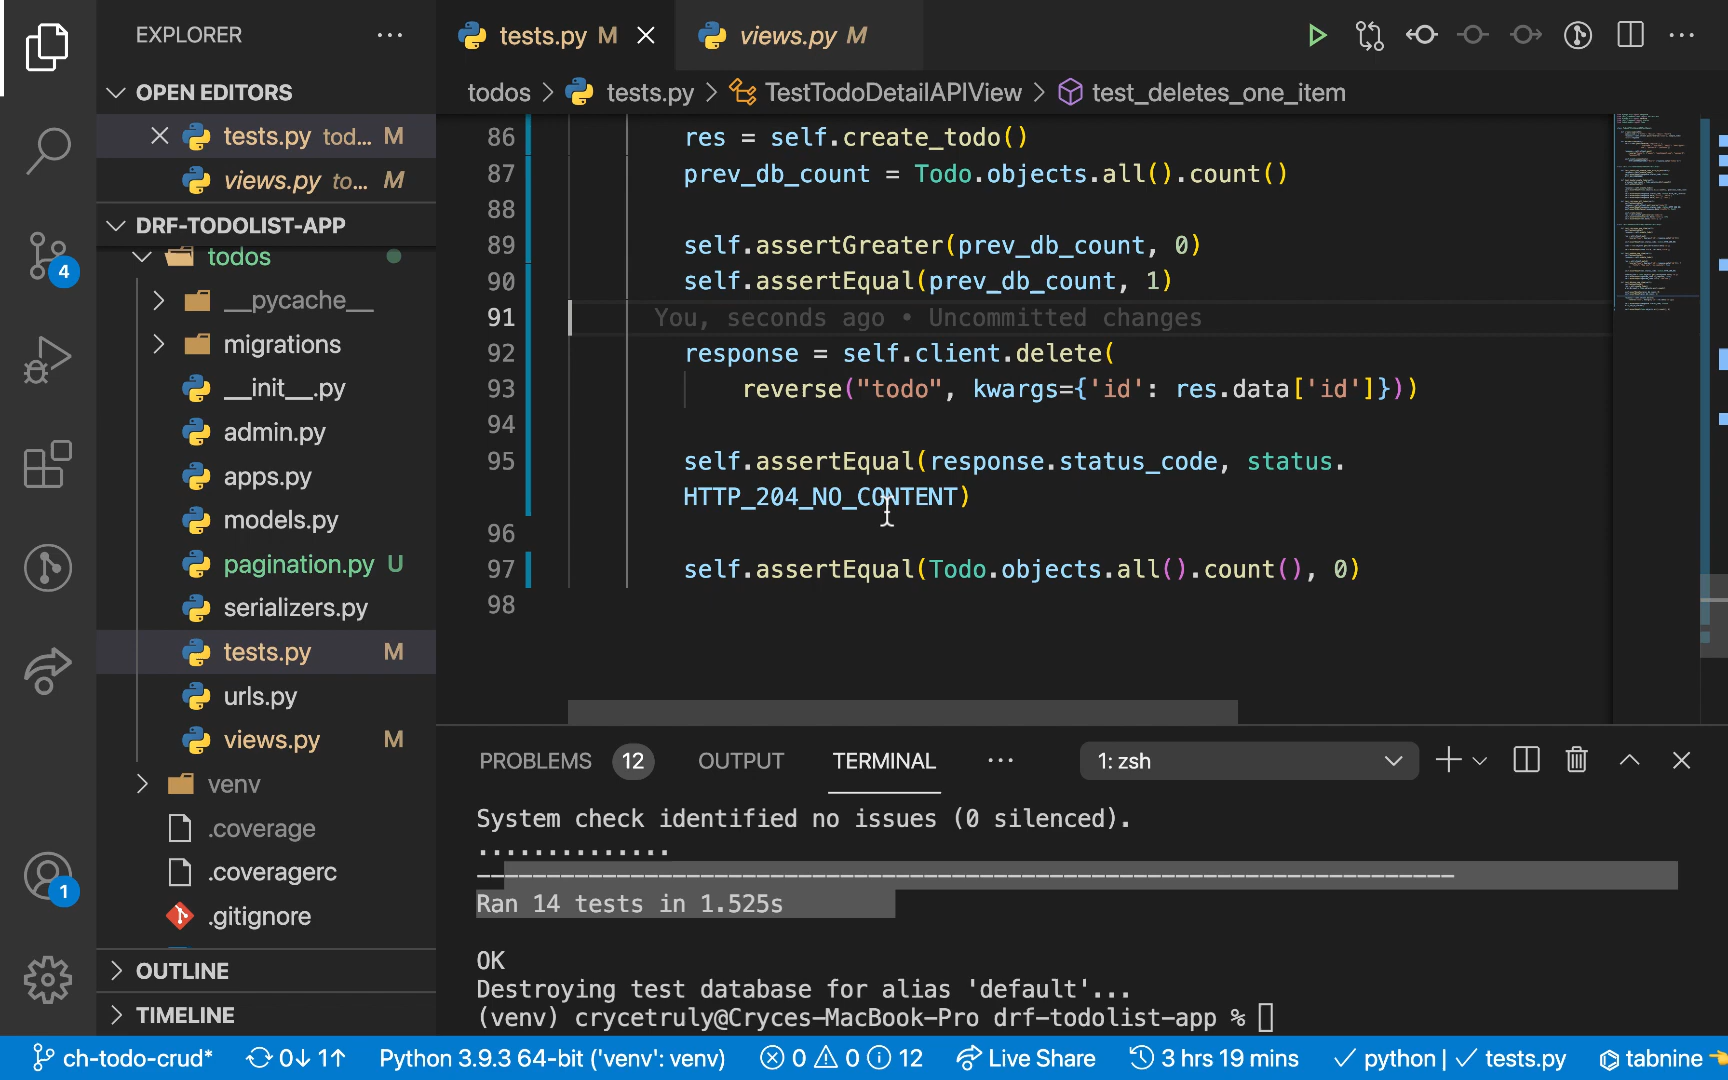 EXPLORER
OPEN EDITORS
tests.py tod... M
views.py to... M
DRF-TODOLIST-APP
todos
__pycache__
migrations
__init__.py
admin.py
apps.py
models.py
pagination.py U
serializers.py
tests.py M
urls.py
views.py M
venv
.coverage
.coveragerc
.gitignore
OUTLINE
TIMELINE
4
1
tests.py M
views.py M
todos > tests.py > TestTodoDetailAPIView > test_deletes_one_item
86 res = self.create_todo()
87 prev_db_count = Todo.objects.all().count()
88
89 self.assertGreater(prev_db_count, 0)
90 self.assertEqual(prev_db_count, 1)
91 You, seconds ago • Uncommitted changes
92 response = self.client.delete(
93 reverse("todo", kwargs={'id': res.data['id']}))
94
95 self.assertEqual(response.status_code, status.
HTTP_204_NO_CONTENT)
96
97 self.assertEqual(Todo.objects.all().count(), 0)
98
PROBLEMS 12 OUTPUT TERMINAL ... 1: zsh
System check identified no issues (0 silenced).
..............
----------------------------------------------------------------------
Ran 14 tests in 1.525s
OK
Destroying test database for alias 'default'...
(venv) crycetruly@Cryces-MacBook-Pro drf-todolist-app %
ch-todo-crud* 0↓ 1↑ Python 3.9.3 64-bit ('venv': venv) 0 0 12 Live Share 3 hrs 19 mins ✓ python | ✓ tests.py tabnine